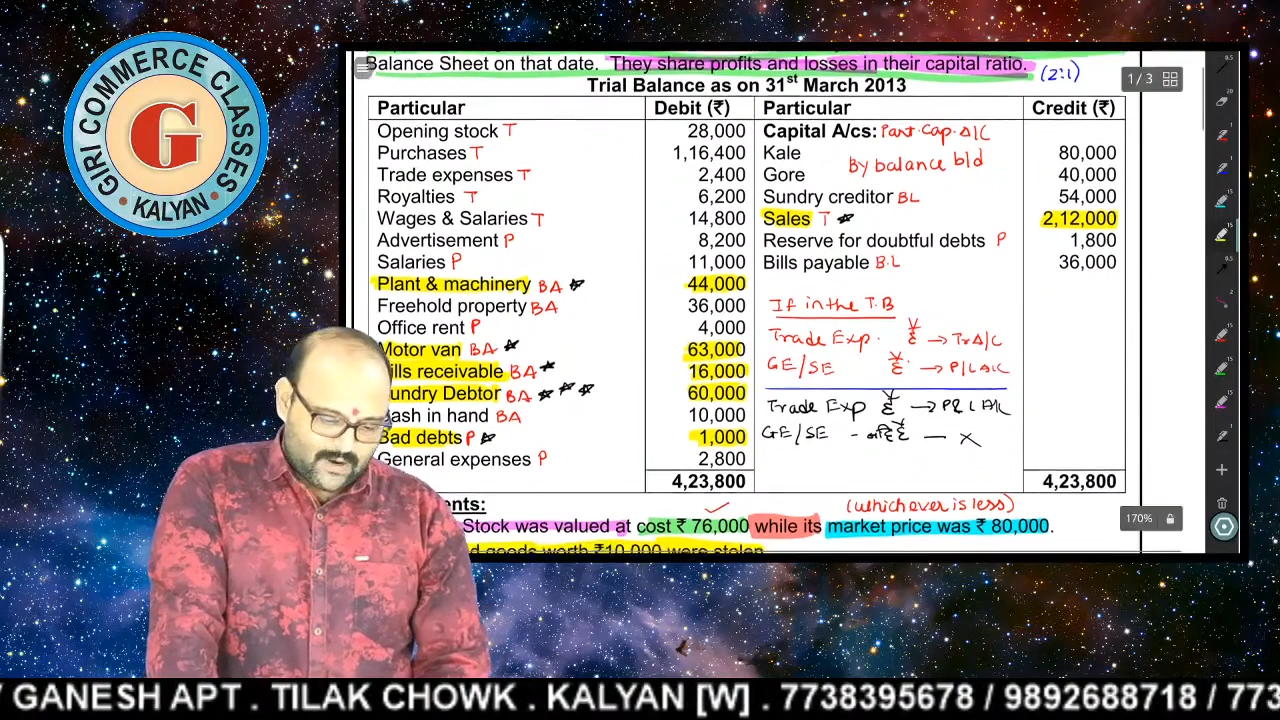 GIRI COMMERCE CLASSES
G
KALYAN
Balance Sheet on that date. They share profits and losses in their capital ratio. (2:1)
1/3
Trial Balance as on 31st March 2013
Particular Debit (₹) Particular Credit (₹)
Opening stock T 28,000 Capital A/cs: Part. Cap. A/C
Purchases T 1,16,400 Kale By balance b/d 80,000
Trade expenses T 2,400 Gore 40,000
Royalties T 6,200 Sundry creditor BL 54,000
Wages & Salaries T 14,800 Sales T 2,12,000
Advertisement P 8,200 Reserve for doubtful debts P 1,800
Salaries P 11,000 Bills payable B.L 36,000
Plant & machinery BA 44,000
Freehold property BA 36,000 If in the T.B
Office rent P 4,000 Trade Exp. → Tr A/C
Motor van BA 63,000
ills receivable BA 16,000 GE/SE → P/L A/C
undry Debtor BA 60,000
ash in hand BA 10,000 Trade Exp → P&L A/C
Bad debts P 1,000 GE/SE - — X
General expenses P 2,800
4,23,800 4,23,800
ents: (whichever is less)
Stock was valued at cost ₹ 76,000 while its market price was ₹ 80,000.
170%
d goods worth ₹10,000 were stolen
GANESH APT . TILAK CHOWK . KALYAN [W] . 7738395678 / 9892688718 / 773